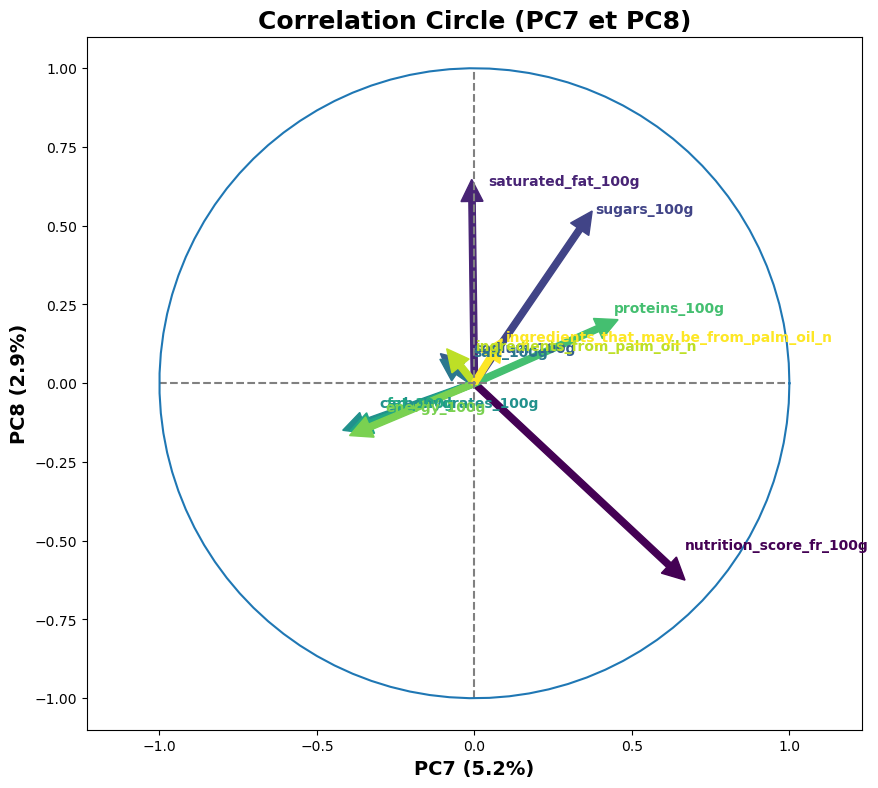 Correlation Circle (PC7 et PC8)
1.00
0.75
0.50
0.25
0.00
−0.25
−0.50
−0.75
−1.00
PC8 (2.9%)
saturated_fat_100g
sugars_100g
proteins_100g
ingredients_that_may_be_from_palm_oil_n
ingredients_from_palm_oil_n
salt_100g
carbohydrates_100g
energy_100g
nutrition_score_fr_100g
−1.0
−0.5
0.0
0.5
1.0
PC7 (5.2%)